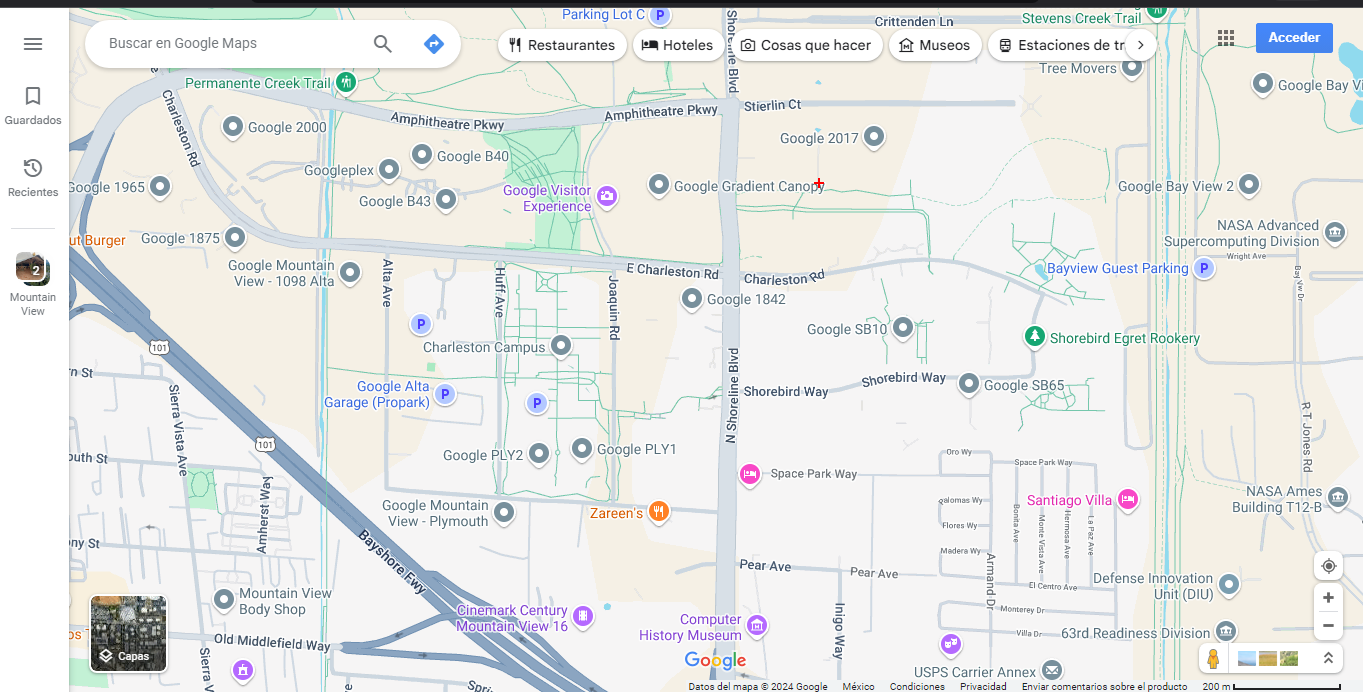 Parking Lot C
Crittenden Ln
Stevens Creek Trail
N Shoreline Blvd
Buscar en Google Maps
Restaurantes
Hoteles
Cosas que hacer
Museos
Estaciones de tr
Acceder
Tree Movers
Permanente Creek Trail
Google Bay Vi
Guardados
Charleston Rd
Amphitheatre Pkwy
Amphitheatre Pkwy
Stierlin Ct
Google 2000
Google 2017
Google B40
Googleplex
Recientes
Google 1965
Google Visitor
Experience
Google Gradient Canopy
Google Bay View 2
Google B43
NASA Advanced
Supercomputing Division
ut Burger
Google 1875
Wright Ave
Google Mountain
View - 1098 Alta
E Charleston Rd
Charleston Rd
Bayview Guest Parking
2
Mountain
View
Alta Ave
Huff Ave
Joaquin Rd
Bay Vw Dr
Google 1842
Google SB10
Shorebird Egret Rookery
101
Charleston Campus
N Shoreline Blvd
Google Alta
Garage (Propark)
Shorebird Way
Shorebird Way
Google SB65
rn St
Sierra Vista Ave
R T Jones Rd
101
Google PLY2
Google PLY1
outh St
Oro Wy
Space Park Way
Space Park Way
Amherst Way
Palomas Wy
Santiago Villa
NASA Ames
Building T12-B
Google Mountain
View - Plymouth
Zareen's
Flores Wy
Bonita Ave
Monte Vista Ave
Hermosa Ave
La Paz Ave
ny St
Bayshore Fwy
Madera Wy
Pear Ave
Pear Ave
Armand Dr
El Centro Ave
Defense Innovation
Unit (DIU)
Mountain View
Body Shop
Cinemark Century
Mountain View 16
Computer
History Museum
Inigo Way
Monterey Dr
Villa Dr
63rd Readiness Division
Old Middlefield Way
Capas
Sierra
Google
USPS Carrier Annex
Datos del mapa © 2024 Google
México
Condiciones
Privacidad
Enviar comentarios sobre el producto
200 m